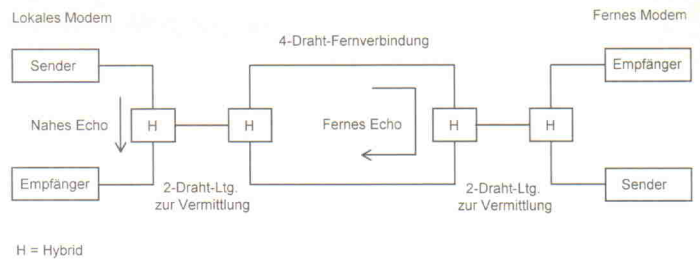 Lokales Modem
Fernes Modem
4-Draht-Fernverbindung
Sender
Empfänger
Nahes Echo
H
H
Fernes Echo
H
H
Empfänger
2-Draht-Ltg.
zur Vermittlung
2-Draht-Ltg.
zur Vermittlung
Sender
H = Hybrid